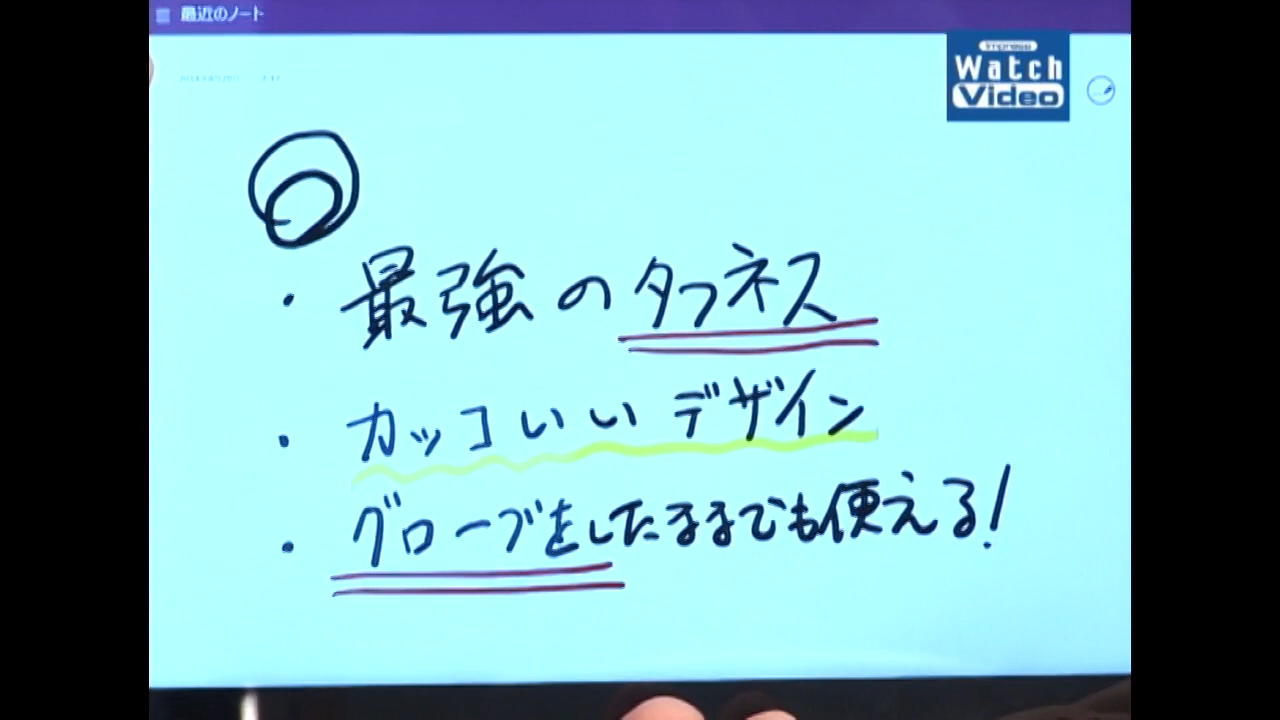 最近のノート
impress
Watch
Video
・最強のタフネス
・カッコいいデザイン
・グローブをしたままでも使える!